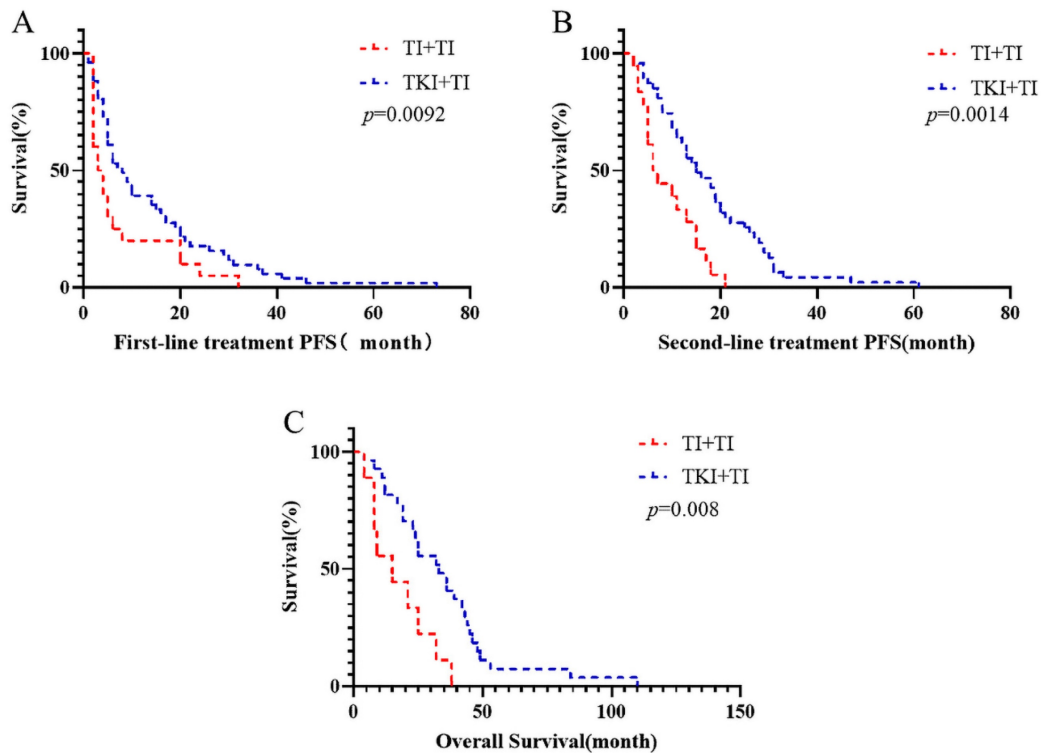 A
TI+TI
TKI+TI
p=0.0092
Survival(%)
100
50
0
0 20 40 60 80
First-line treatment PFS( month)
B
TI+TI
TKI+TI
p=0.0014
Survival(%)
100
50
0
0 20 40 60 80
Second-line treatment PFS(month)
C
TI+TI
TKI+TI
p=0.008
Survival(%)
100
50
0
0 50 100 150
Overall Survival(month)